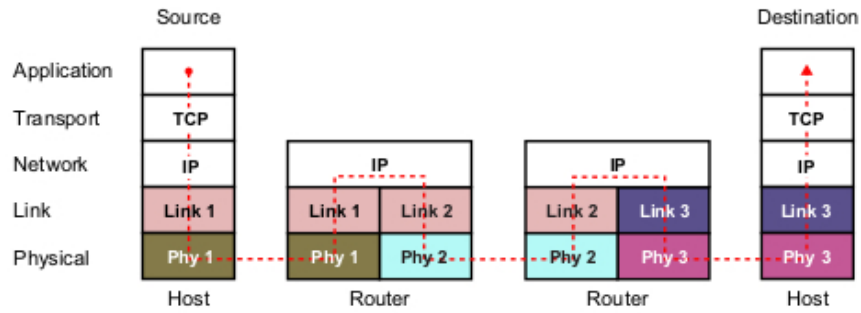 Source Destination
Application
Transport TCP TCP
Network IP IP IP IP
Link Link 1 Link 1 Link 2 Link 2 Link 3 Link 3
Physical Phy 1 Phy 1 Phy 2 Phy 2 Phy 3 Phy 3
Host Router Router Host